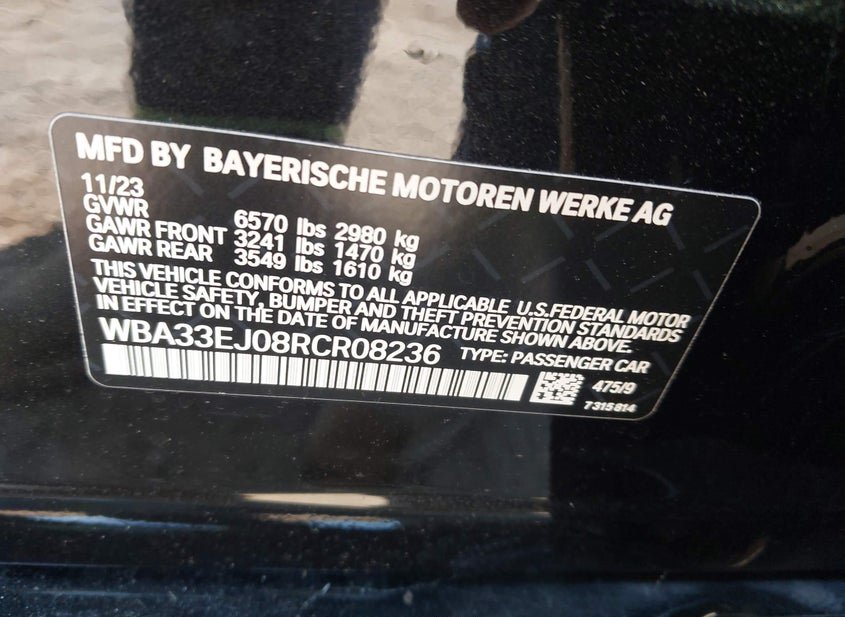 MFD BY BAYERISCHE MOTOREN WERKE AG
11/23
GVWR 6570 lbs 2980 kg
GAWR FRONT 3241 lbs 1470 kg
GAWR REAR 3549 lbs 1610 kg
THIS VEHICLE CONFORMS TO ALL APPLICABLE U.S.FEDERAL MOTOR
VEHICLE SAFETY, BUMPER AND THEFT PREVENTION STANDARDS
IN EFFECT ON THE DATE OF MANUFACTURE SHOWN ABOVE.
WBA33EJ08RCR08236 TYPE: PASSENGER CAR
475/9
7315814